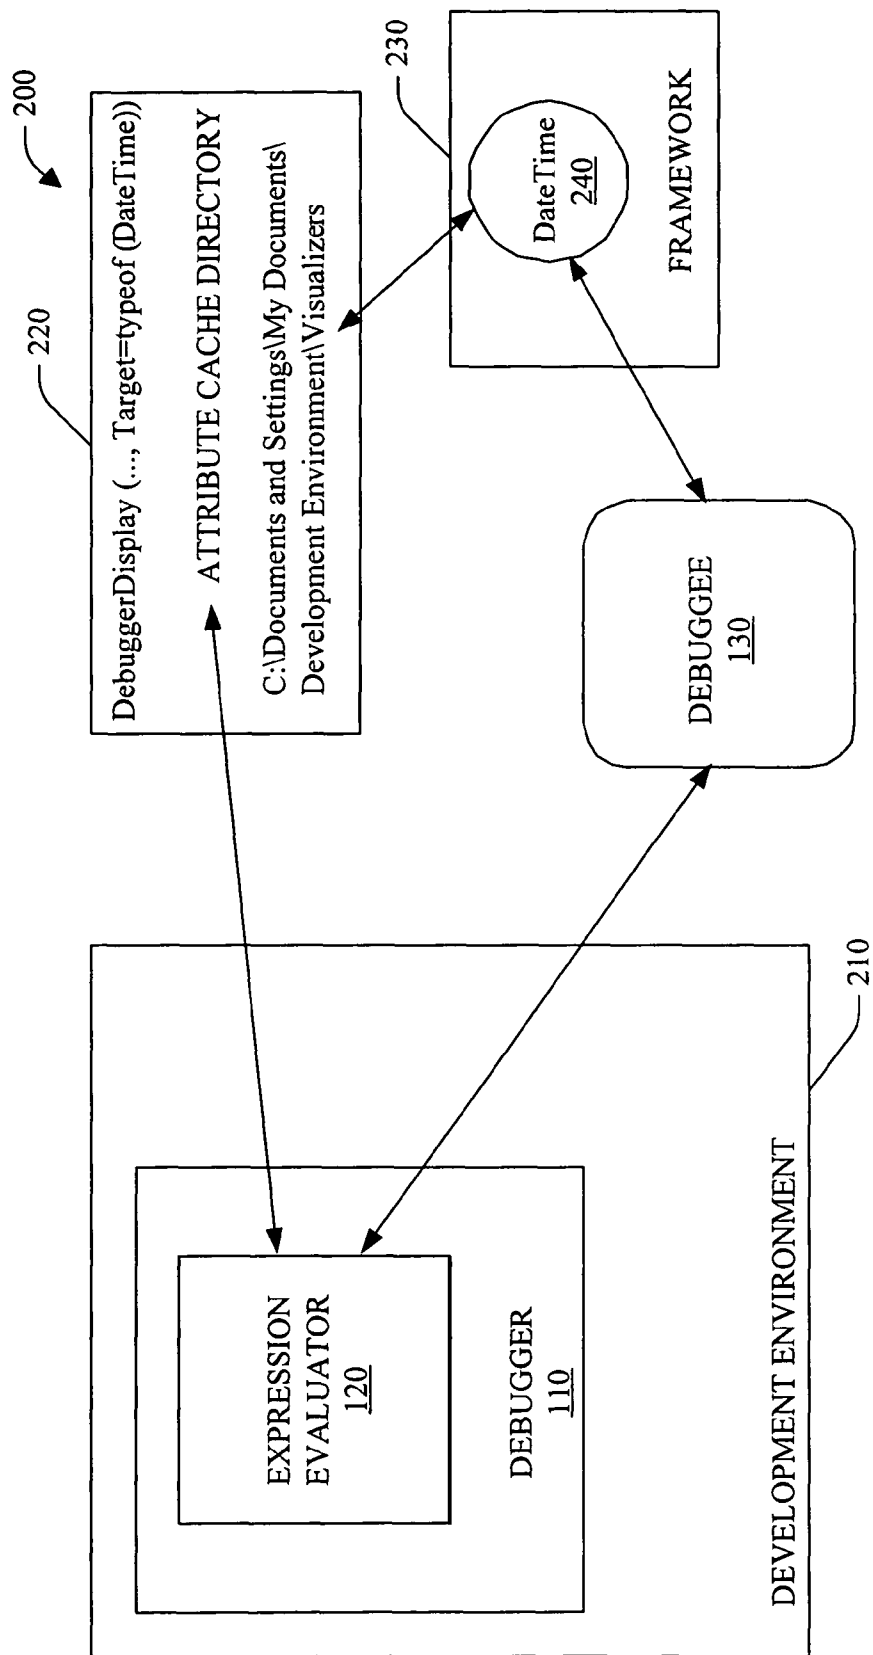 200
220
DebuggerDisplay (..., Target=typeof (DateTime))
ATTRIBUTE CACHE DIRECTORY
C:\Documents and Settings\My Documents\
Development Environment\Visualizers
230
DateTime
240
FRAMEWORK
EXPRESSION
EVALUATOR
120
DEBUGGER
110
DEVELOPMENT ENVIRONMENT
210
DEBUGGEE
130